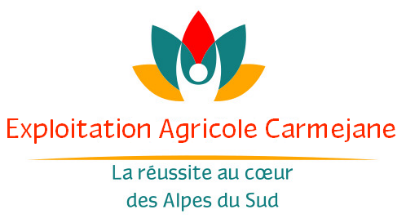 Exploitation Agricole Carmejane
La réussite au cœur
des Alpes du Sud